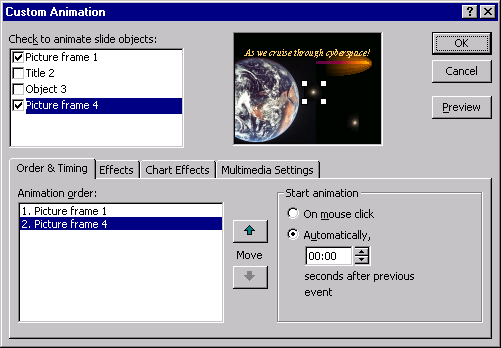 Custom Animation
Check to animate slide objects:
Picture frame 1
Title 2
Object 3
Picture frame 4
As we cruise through cyberspace!
OK
Cancel
Preview
Order & Timing
Effects
Chart Effects
Multimedia Settings
Animation order:
1. Picture frame 1
2. Picture frame 4
Move
Start animation
On mouse click
Automatically,
00:00
seconds after previous
event